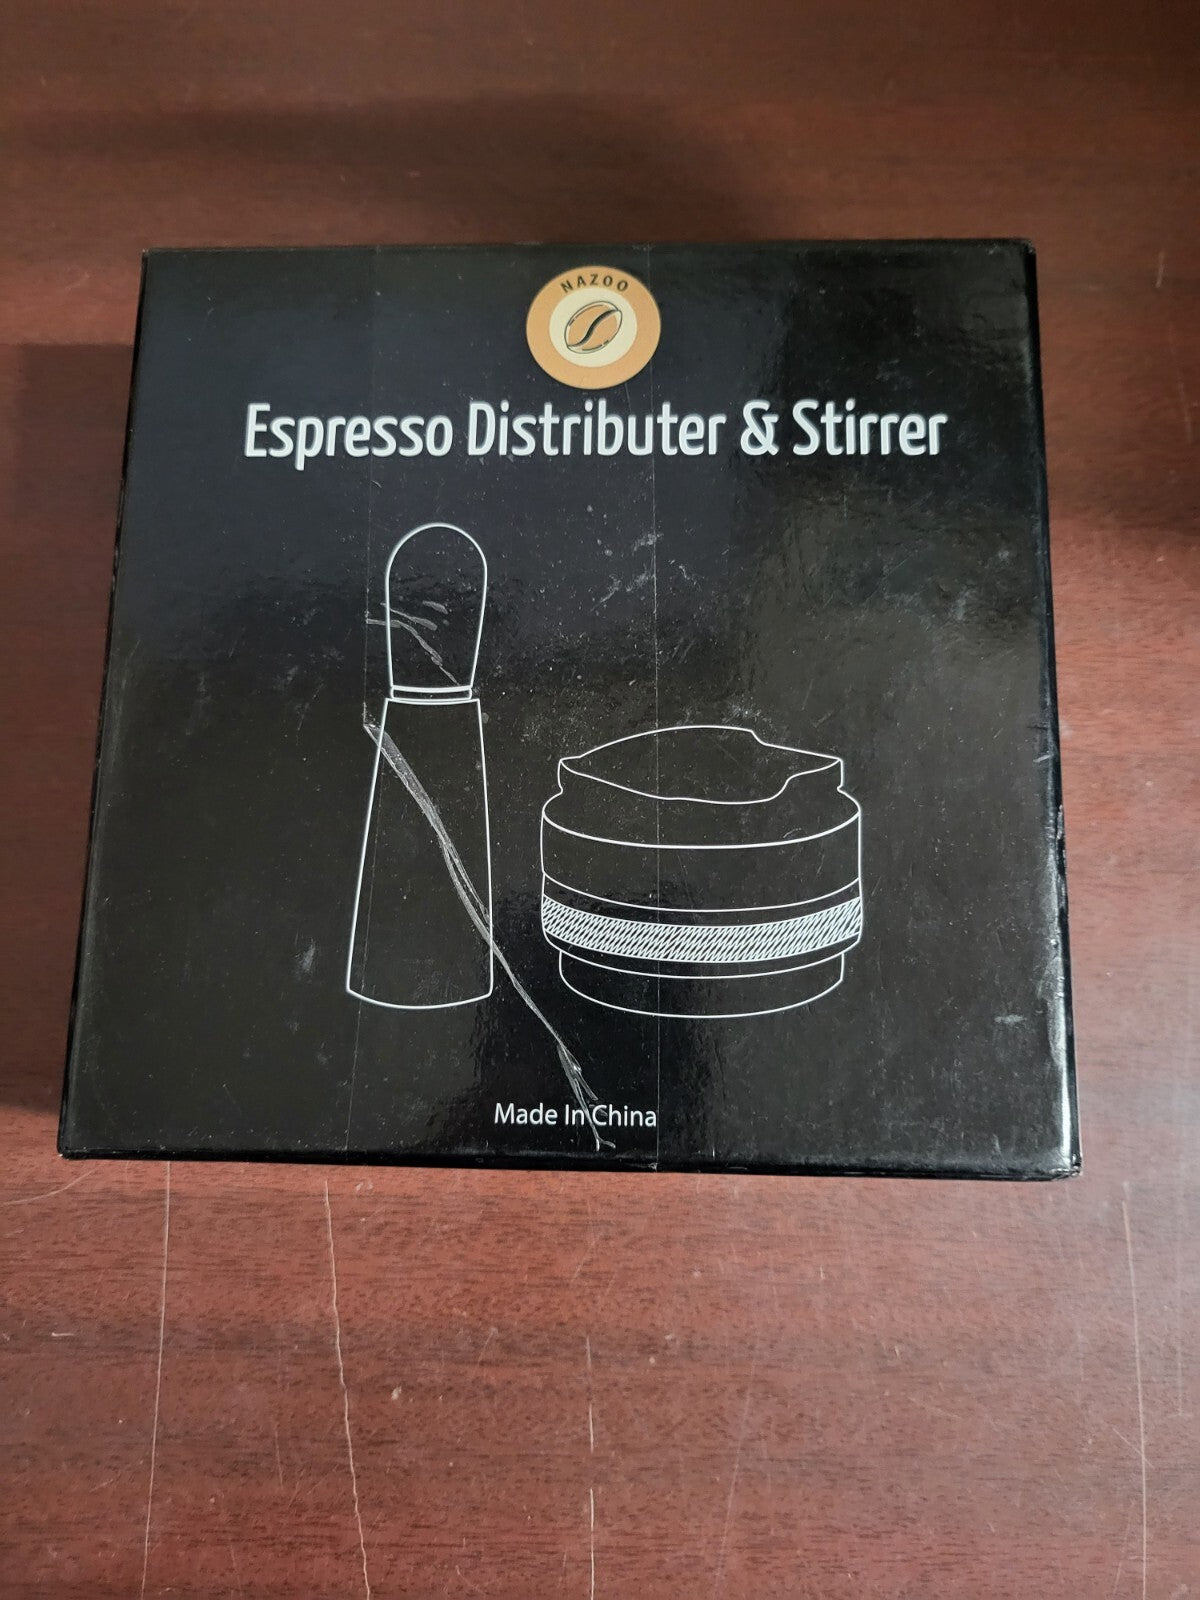 NAZOO
Espresso Distributer & Stirrer
Made In China